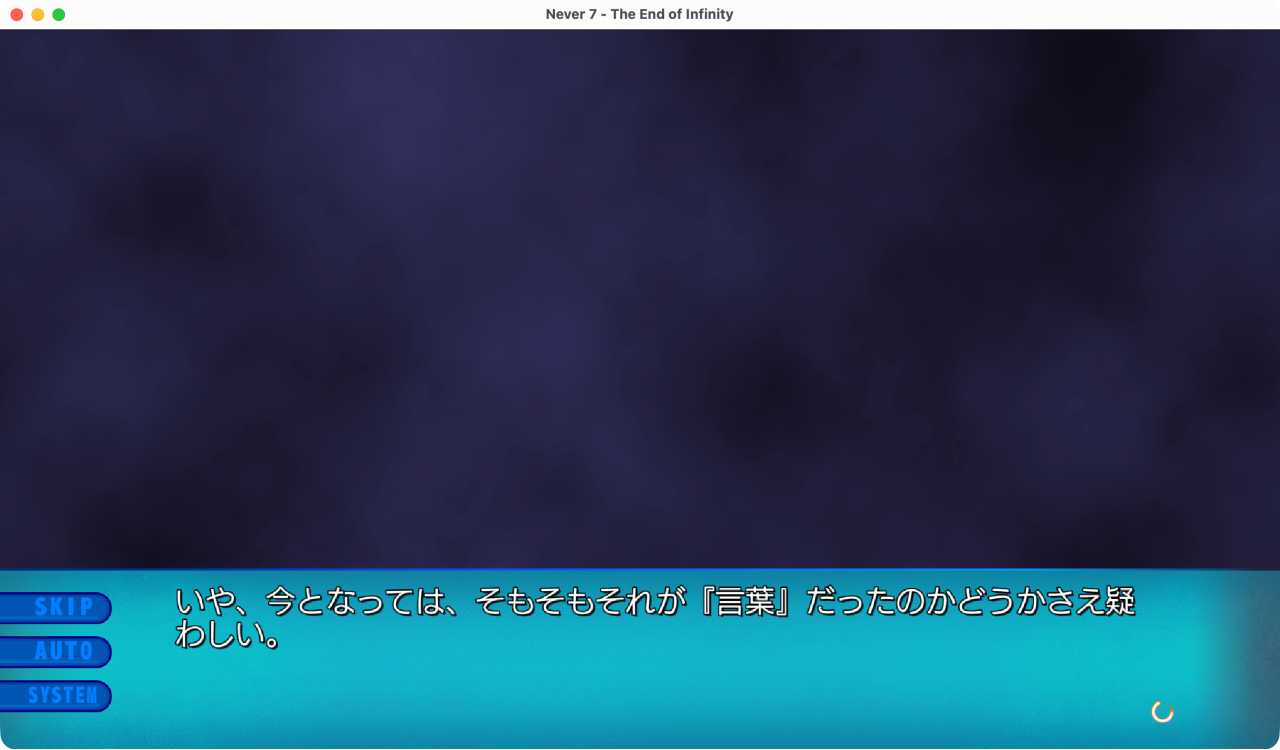 Never 7 - The End of Infinity
いや、今となっては、そもそもそれが『言葉』だったのかどうかさえ疑
わしい。
SKIP
AUTO
SYSTEM